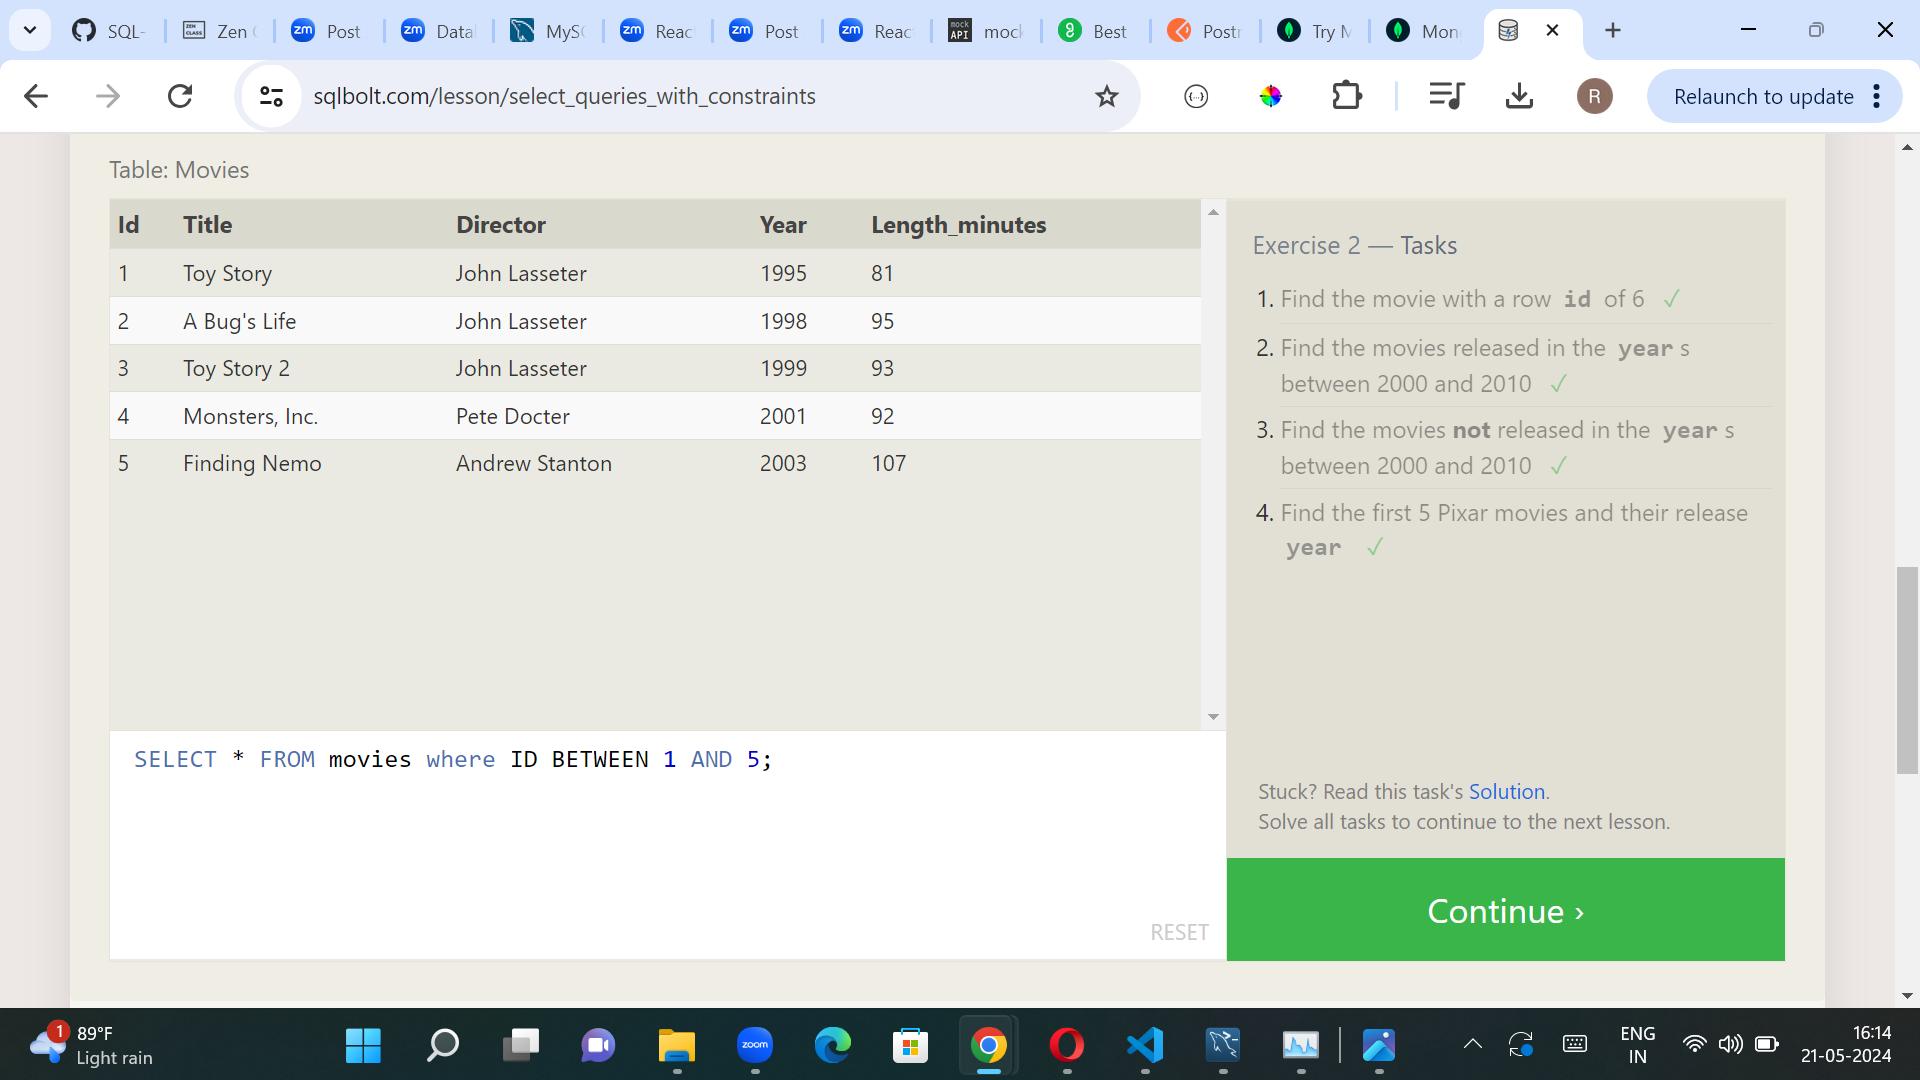 SQL-
Zen
Post
Data
MyS
Reac
Post
Reac
mock
Best
Post
Try M
Mon
sqlbolt.com/lesson/select_queries_with_constraints
R
Relaunch to update
Table: Movies
Id Title Director Year Length_minutes
1 Toy Story John Lasseter 1995 81
2 A Bug's Life John Lasseter 1998 95
3 Toy Story 2 John Lasseter 1999 93
4 Monsters, Inc. Pete Docter 2001 92
5 Finding Nemo Andrew Stanton 2003 107
Exercise 2 — Tasks
1. Find the movie with a row id of 6 ✓
2. Find the movies released in the year s
between 2000 and 2010 ✓
3. Find the movies not released in the year s
between 2000 and 2010 ✓
4. Find the first 5 Pixar movies and their release
year ✓
SELECT * FROM movies where ID BETWEEN 1 AND 5;
RESET
Stuck? Read this task's Solution.
Solve all tasks to continue to the next lesson.
Continue ›
1
89°F
Light rain
zoom
ENG
IN
16:14
21-05-2024